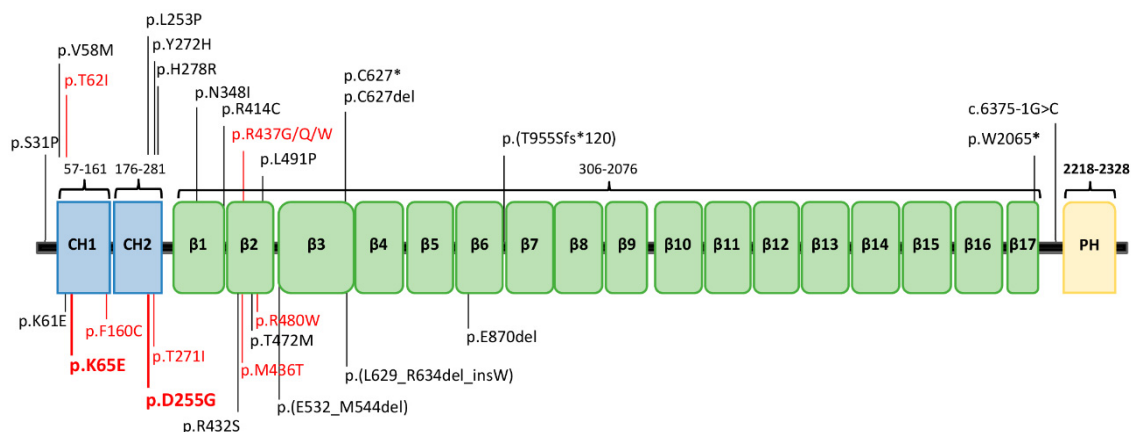 p.L253P
p.V58M
p.Y272H
p.T62I
p.H278R
p.C627*
p.N348I
p.C627del
p.R414C
c.6375-1G>C
p.S31P
p.R437G/Q/W
p.(T955Sfs*120)
p.W2065*
p.L491P
57-161
176-281
306-2076
2218-2328
CH1
CH2
β1
β2
β3
β4
β5
β6
β7
β8
β9
β10
β11
β12
β13
β14
β15
β16
β17
PH
p.K61E
p.F160C
p.R480W
p.E870del
p.T472M
p.K65E
p.T271I
p.M436T
p.(L629_R634del_insW)
p.D255G
p.(E532_M544del)
p.R432S